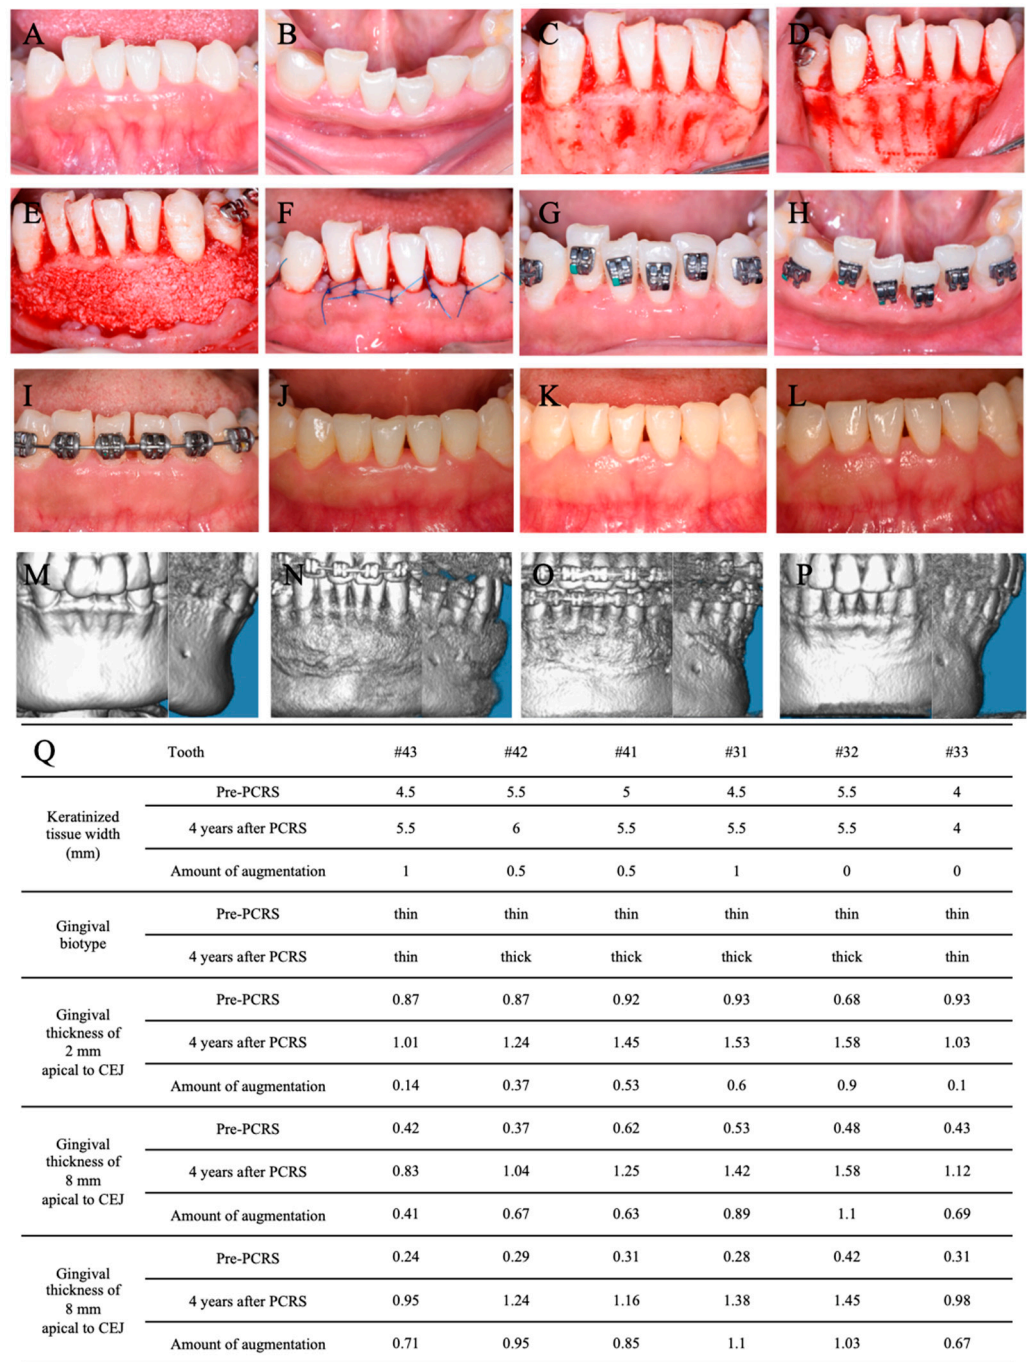 A
B
C
D
E
F
G
H
I
J
K
L
M
N
O
P
Q
Tooth #43 #42 #41 #31 #32 #33
Keratinized
tissue width
(mm)
Pre-PCRS 4.5 5.5 5 4.5 5.5 4
4 years after PCRS 5.5 6 5.5 5.5 5.5 4
Amount of augmentation 1 0.5 0.5 1 0 0
Gingival
biotype
Pre-PCRS thin thin thin thin thin thin
4 years after PCRS thin thick thick thick thick thin
Gingival
thickness of
2 mm
apical to CEJ
Pre-PCRS 0.87 0.87 0.92 0.93 0.68 0.93
4 years after PCRS 1.01 1.24 1.45 1.53 1.58 1.03
Amount of augmentation 0.14 0.37 0.53 0.6 0.9 0.1
Gingival
thickness of
8 mm
apical to CEJ
Pre-PCRS 0.42 0.37 0.62 0.53 0.48 0.43
4 years after PCRS 0.83 1.04 1.25 1.42 1.58 1.12
Amount of augmentation 0.41 0.67 0.63 0.89 1.1 0.69
Gingival
thickness of
8 mm
apical to CEJ
Pre-PCRS 0.24 0.29 0.31 0.28 0.42 0.31
4 years after PCRS 0.95 1.24 1.16 1.38 1.45 0.98
Amount of augmentation 0.71 0.95 0.85 1.1 1.03 0.67